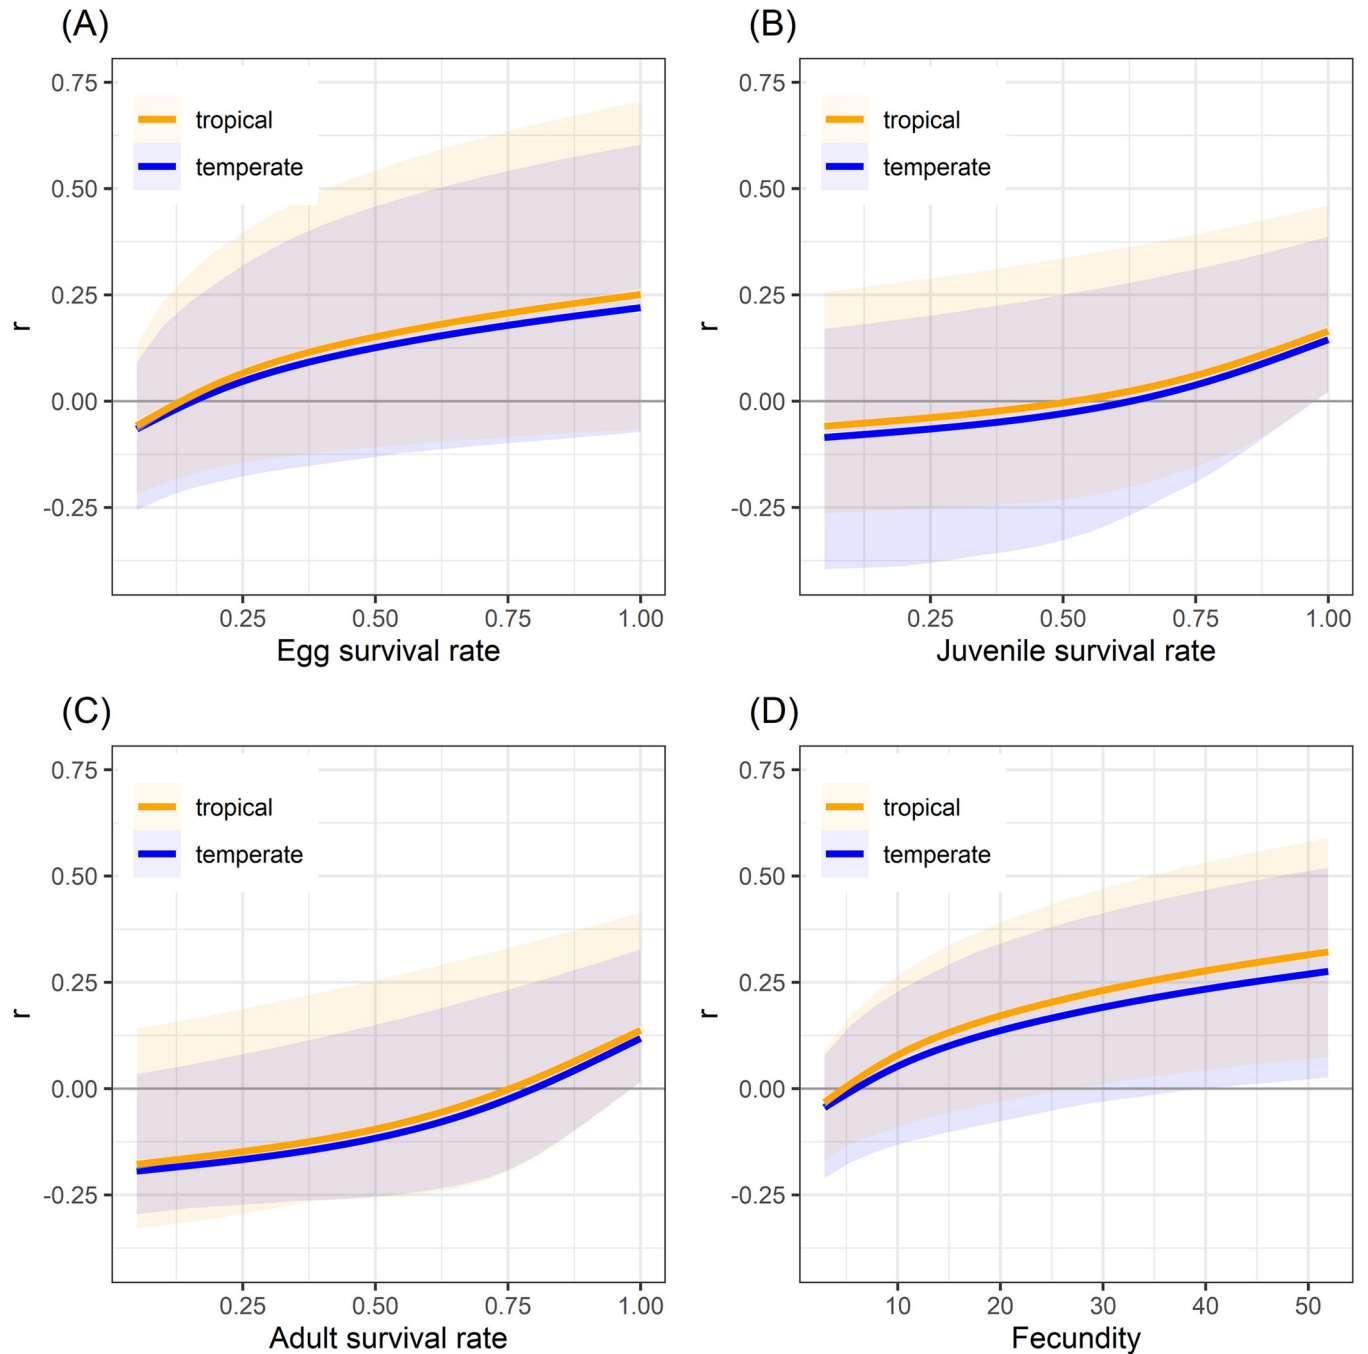 (A)
0.75
tropical
temperate
0.50
0.25
r
0.00
-0.25
0.25 0.50 0.75 1.00
Egg survival rate
(B)
0.75
tropical
temperate
0.50
0.25
r
0.00
-0.25
0.25 0.50 0.75 1.00
Juvenile survival rate
(C)
0.75
tropical
temperate
0.50
0.25
r
0.00
-0.25
0.25 0.50 0.75 1.00
Adult survival rate
(D)
0.75
tropical
temperate
0.50
0.25
r
0.00
-0.25
10 20 30 40 50
Fecundity